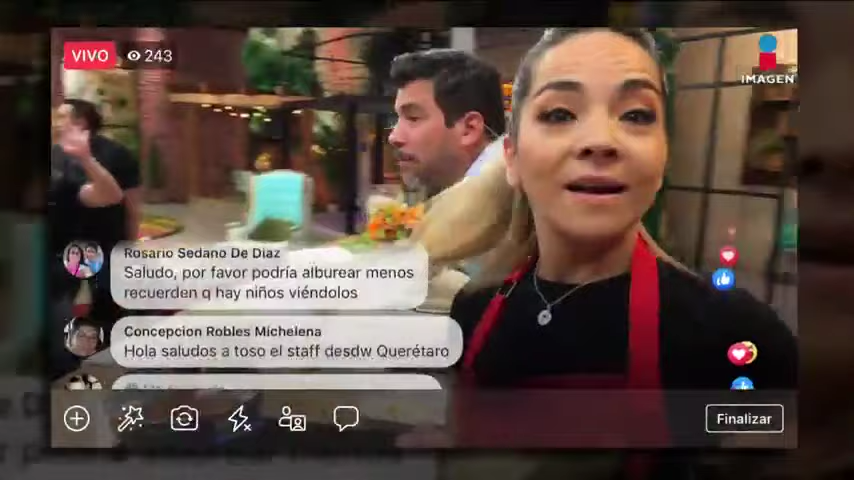 VIVO 243
IMAGEN
Rosario Sedano De Diaz
Saludo, por favor podría alburear menos
recuerden q hay niños viéndolos
Concepcion Robles Michelena
Hola saludos a toso el staff desdw Querétaro
Finalizar